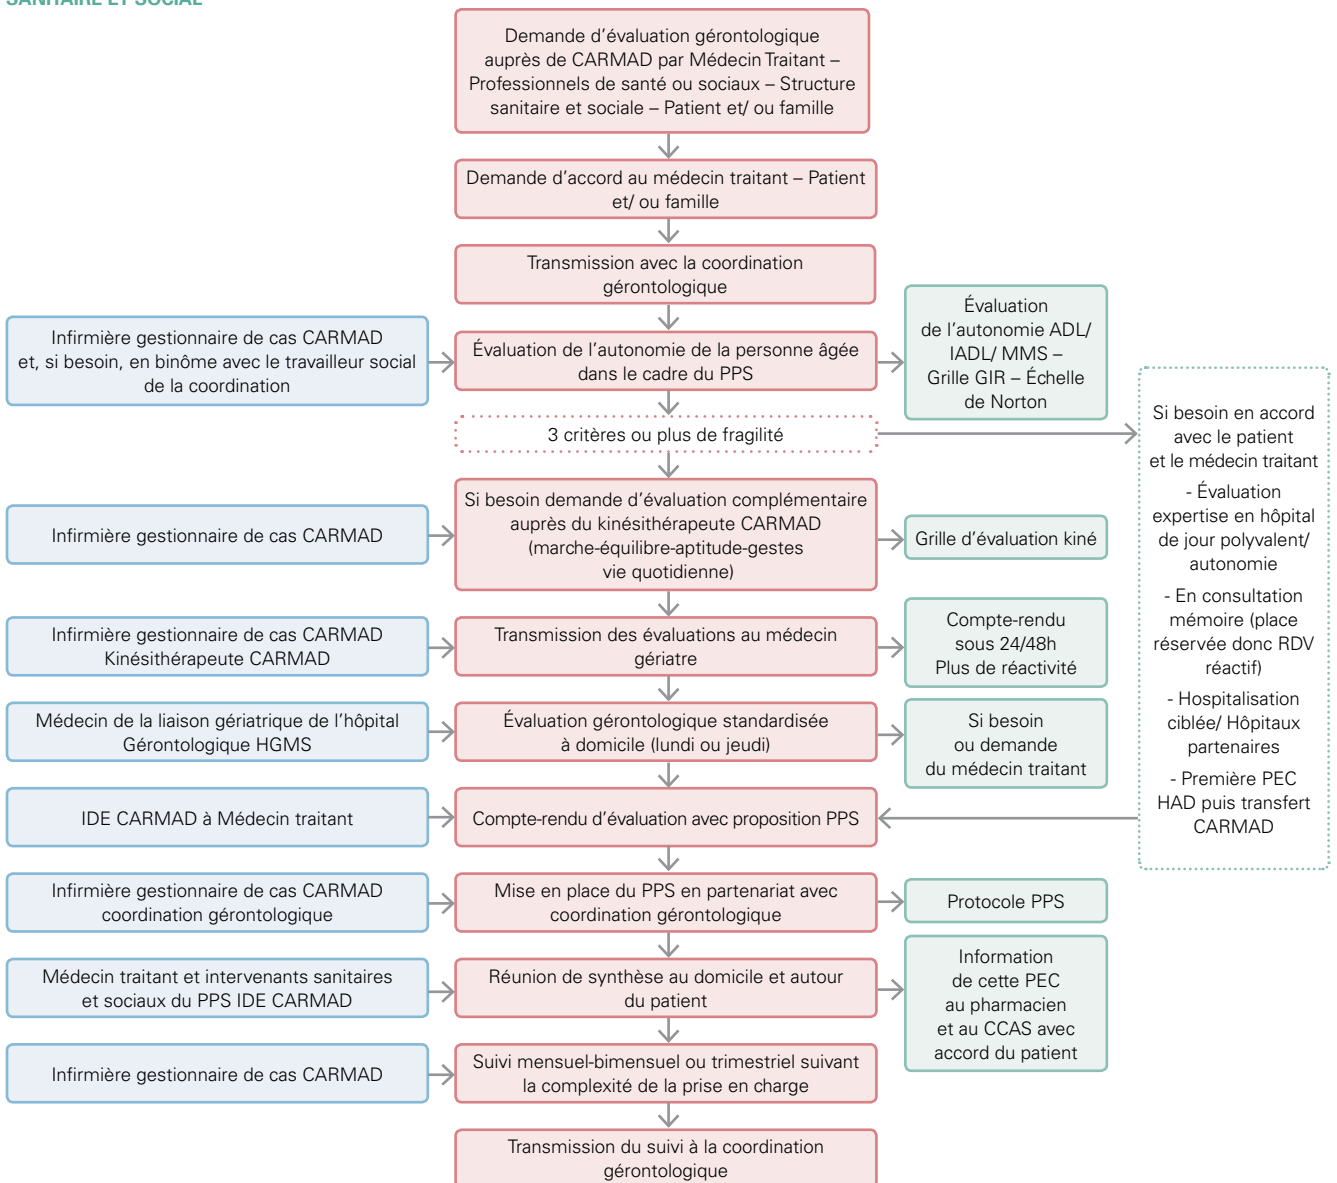 SANITAIRE ET SOCIAL
Demande d’évaluation gérontologique
auprès de CARMAD par Médecin Traitant –
Professionnels de santé ou sociaux – Structure
sanitaire et sociale – Patient et/ ou famille
Demande d’accord au médecin traitant – Patient
et/ ou famille
Transmission avec la coordination
gérontologique
Infirmière gestionnaire de cas CARMAD
et, si besoin, en binôme avec le travailleur social
de la coordination
Évaluation de l’autonomie de la personne âgée
dans le cadre du PPS
Évaluation
de l’autonomie ADL/
IADL/ MMS –
Grille GIR – Échelle
de Norton
3 critères ou plus de fragilité
Si besoin en accord
avec le patient
et le médecin traitant
- Évaluation
expertise en hôpital
de jour polyvalent/
autonomie
- En consultation
mémoire (place
réservée donc RDV
réactif)
- Hospitalisation
ciblée/ Hôpitaux
partenaires
- Première PEC
HAD puis transfert
CARMAD
Infirmière gestionnaire de cas CARMAD
Si besoin demande d’évaluation complémentaire
auprès du kinésithérapeute CARMAD
(marche-équilibre-aptitude-gestes
vie quotidienne)
Grille d’évaluation kiné
Infirmière gestionnaire de cas CARMAD
Kinésithérapeute CARMAD
Transmission des évaluations au médecin
gériatre
Compte-rendu
sous 24/48h
Plus de réactivité
Médecin de la liaison gériatrique de l’hôpital
Gérontologique HGMS
Évaluation gérontologique standardisée
à domicile (lundi ou jeudi)
Si besoin
ou demande
du médecin traitant
IDE CARMAD à Médecin traitant
Compte-rendu d’évaluation avec proposition PPS
Infirmière gestionnaire de cas CARMAD
coordination gérontologique
Mise en place du PPS en partenariat avec
coordination gérontologique
Protocole PPS
Médecin traitant et intervenants sanitaires
et sociaux du PPS IDE CARMAD
Réunion de synthèse au domicile et autour
du patient
Information
de cette PEC
au pharmacien
et au CCAS avec
accord du patient
Infirmière gestionnaire de cas CARMAD
Suivi mensuel-bimensuel ou trimestriel suivant
la complexité de la prise en charge
Transmission du suivi à la coordination
gérontologique